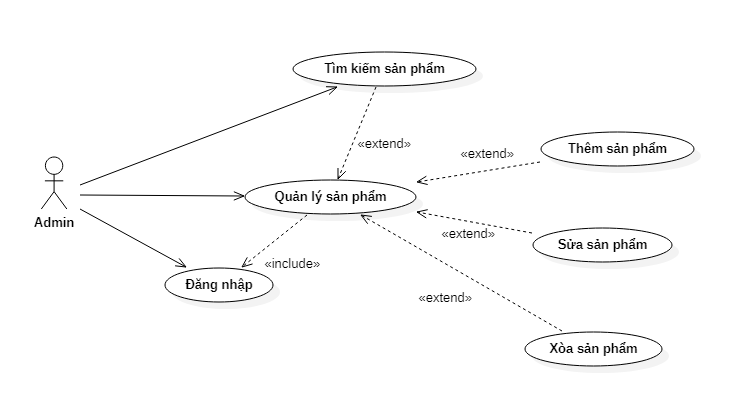 Tìm kiếm sản phẩm
«extend»
Thêm sản phẩm
«extend»
Quản lý sản phẩm
Admin
«extend»
Sửa sản phẩm
«include»
Đăng nhập
«extend»
Xòa sản phẩm